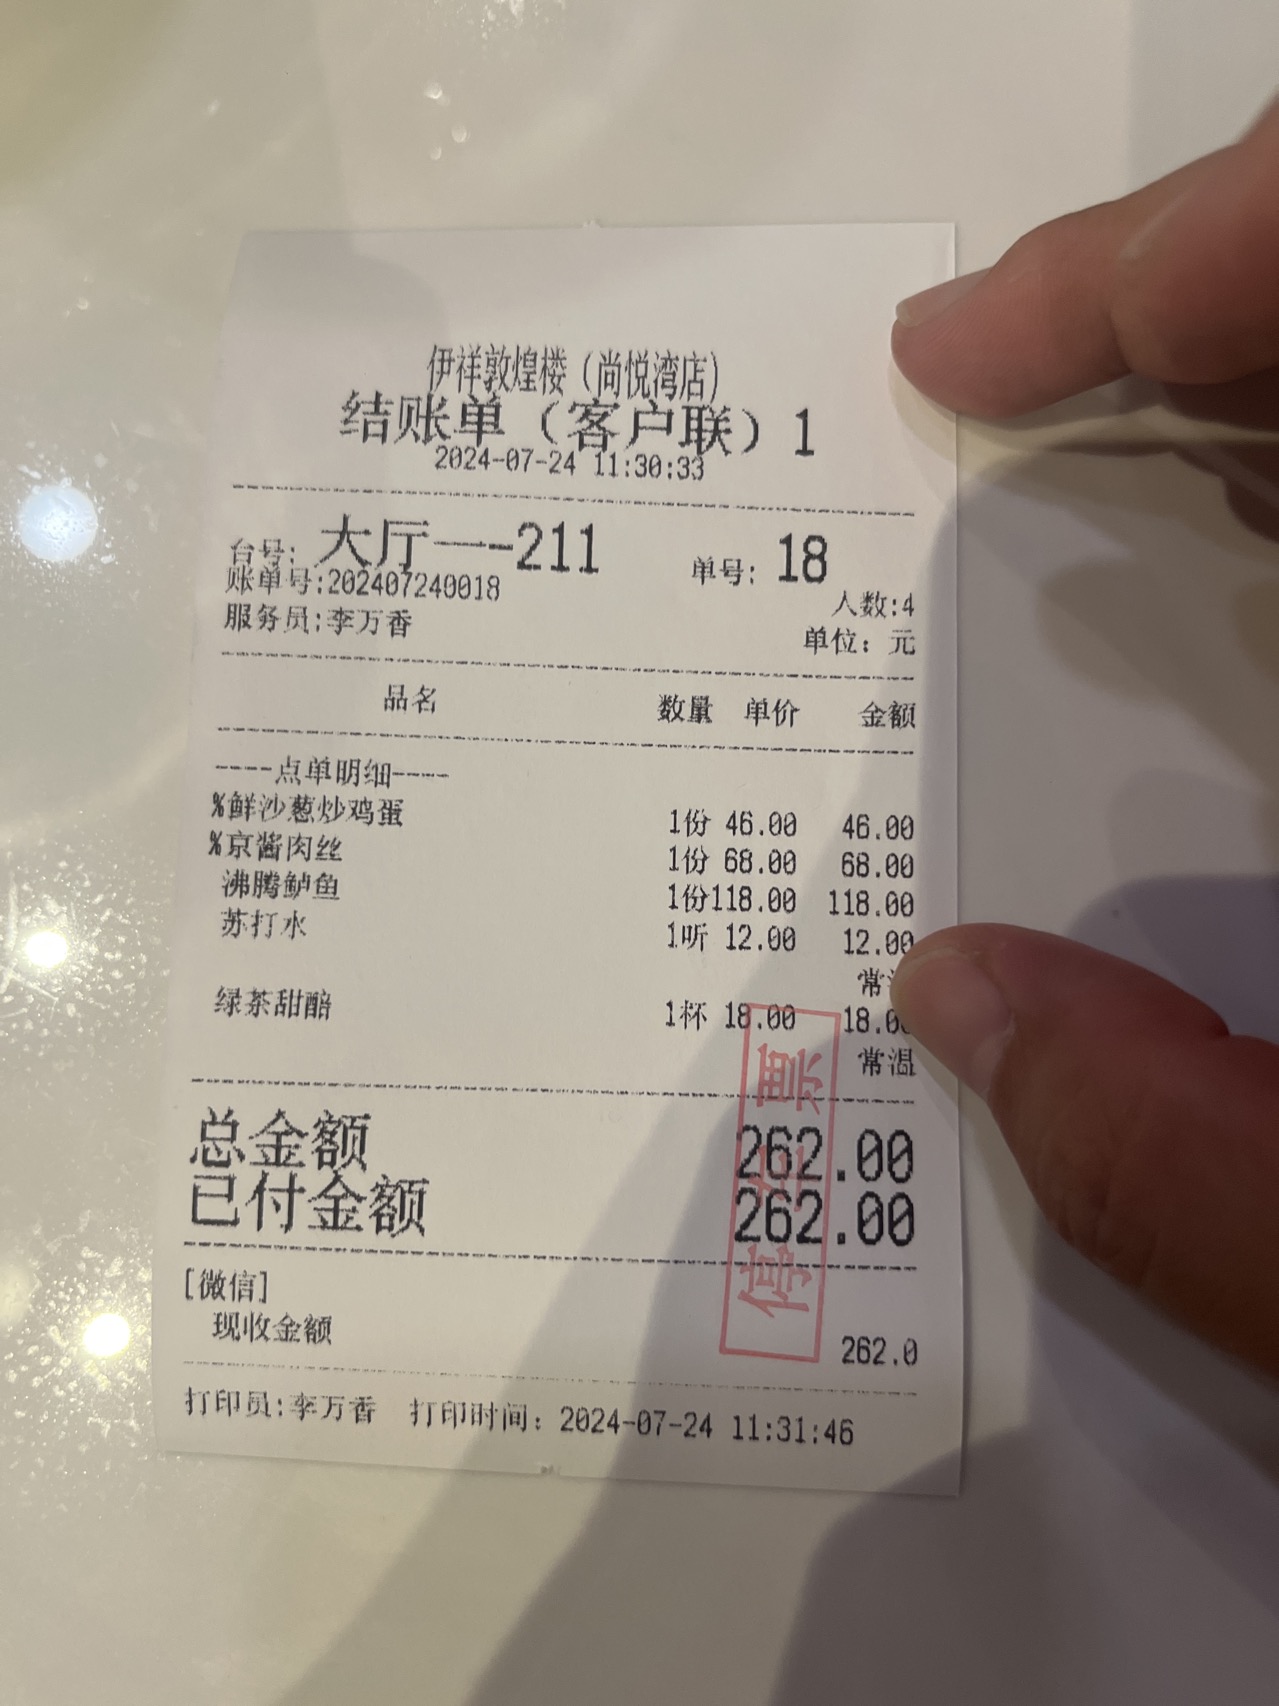 伊祥敦煌楼（尚悦湾店）
结账单（客户联）1
2024-07-24 11:30:33
台号: 大厅一--211 单号: 18
账单号:202407240018 人数:4
服务员:李万香 单位: 元
品名 数量 单价 金额
----点单明细----
%鲜沙葱炒鸡蛋 1份 46.00 46.00
%京酱肉丝 1份 68.00 68.00
沸腾鲈鱼 1份118.00 118.00
苏打水 1听 12.00 12.00
常
绿茶甜醅 1杯 18.00 18.0
常温
总金额 262.00
已付金额 262.00
[微信]
现收金额 262.0
打印员:李万香 打印时间: 2024-07-24 11:31:46
停车票